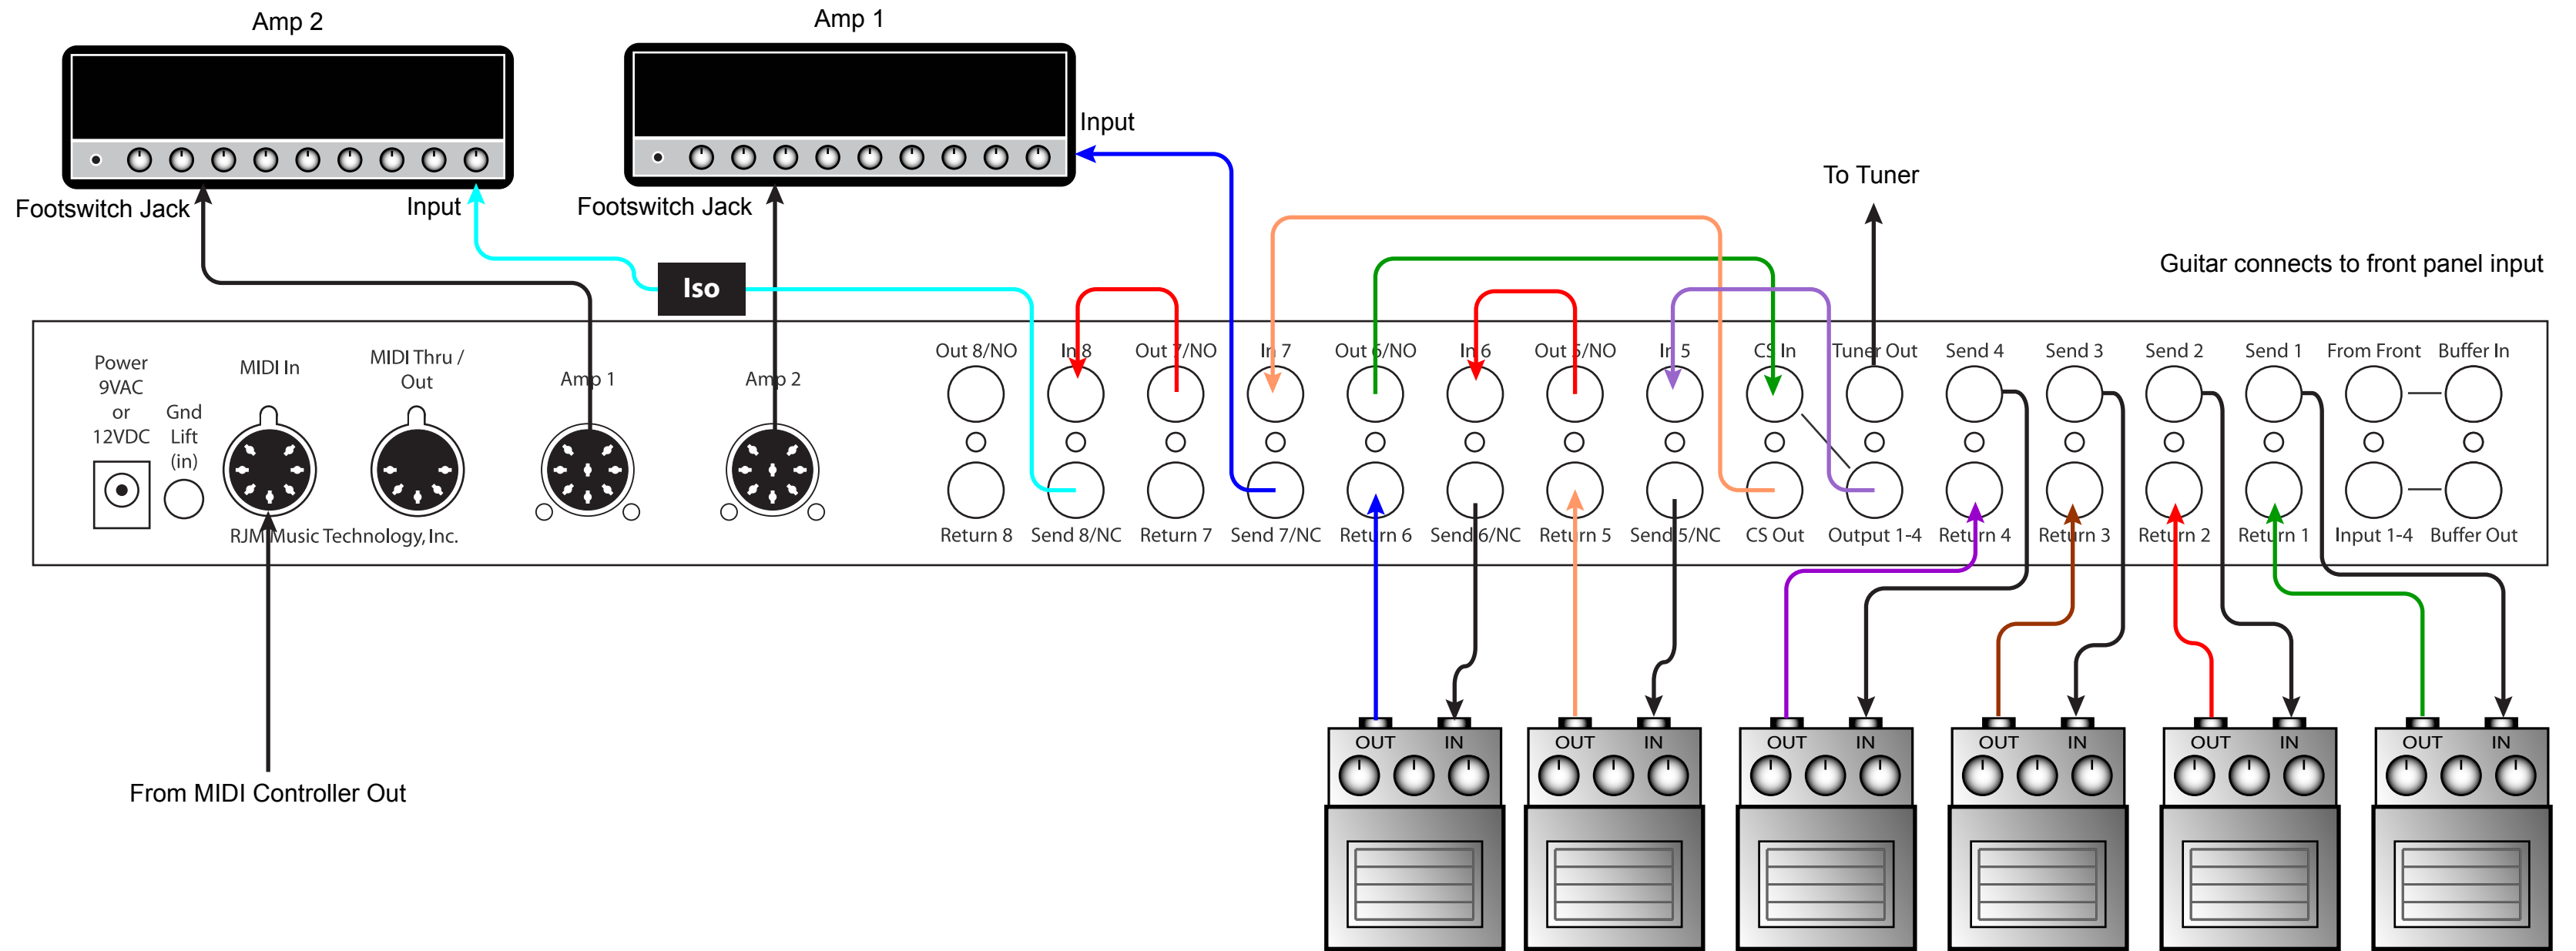 Amp 2
Amp 1
Input
Footswitch Jack
Input
Footswitch Jack
To Tuner
Guitar connects to front panel input
Iso
Power
9VAC
or
12VDC
Gnd
Lift
(in)
MIDI In
MIDI Thru /
Out
Amp 1
Amp 2
Out 8/NO
In 8
Out 7/NO
In 7
Out 6/NO
In 6
Out 5/NO
In 5
CS In
Tuner Out
Send 4
Send 3
Send 2
Send 1
From Front
Buffer In
RJM Music Technology, Inc.
Return 8
Send 8/NC
Return 7
Send 7/NC
Return 6
Send 6/NC
Return 5
Send 5/NC
CS Out
Output 1-4
Return 4
Return 3
Return 2
Return 1
Input 1-4
Buffer Out
From MIDI Controller Out
OUT IN
OUT IN
OUT IN
OUT IN
OUT IN
OUT IN